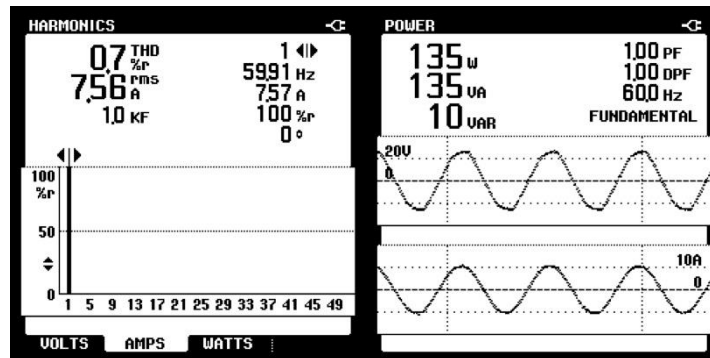 HARMONICS
0.7 THD %r
7.56 rms A
1.0 KF
1
59.91 Hz
7.57 A
100 %r
0 °
100
%r
50
0
1 5 9 13 17 21 25 29 33 37 41 45 49
VOLTS AMPS WATTS
POWER
135 W
135 VA
10 VAR
1.00 PF
1.00 DPF
60.0 Hz
FUNDAMENTAL
20V
0
10A
0